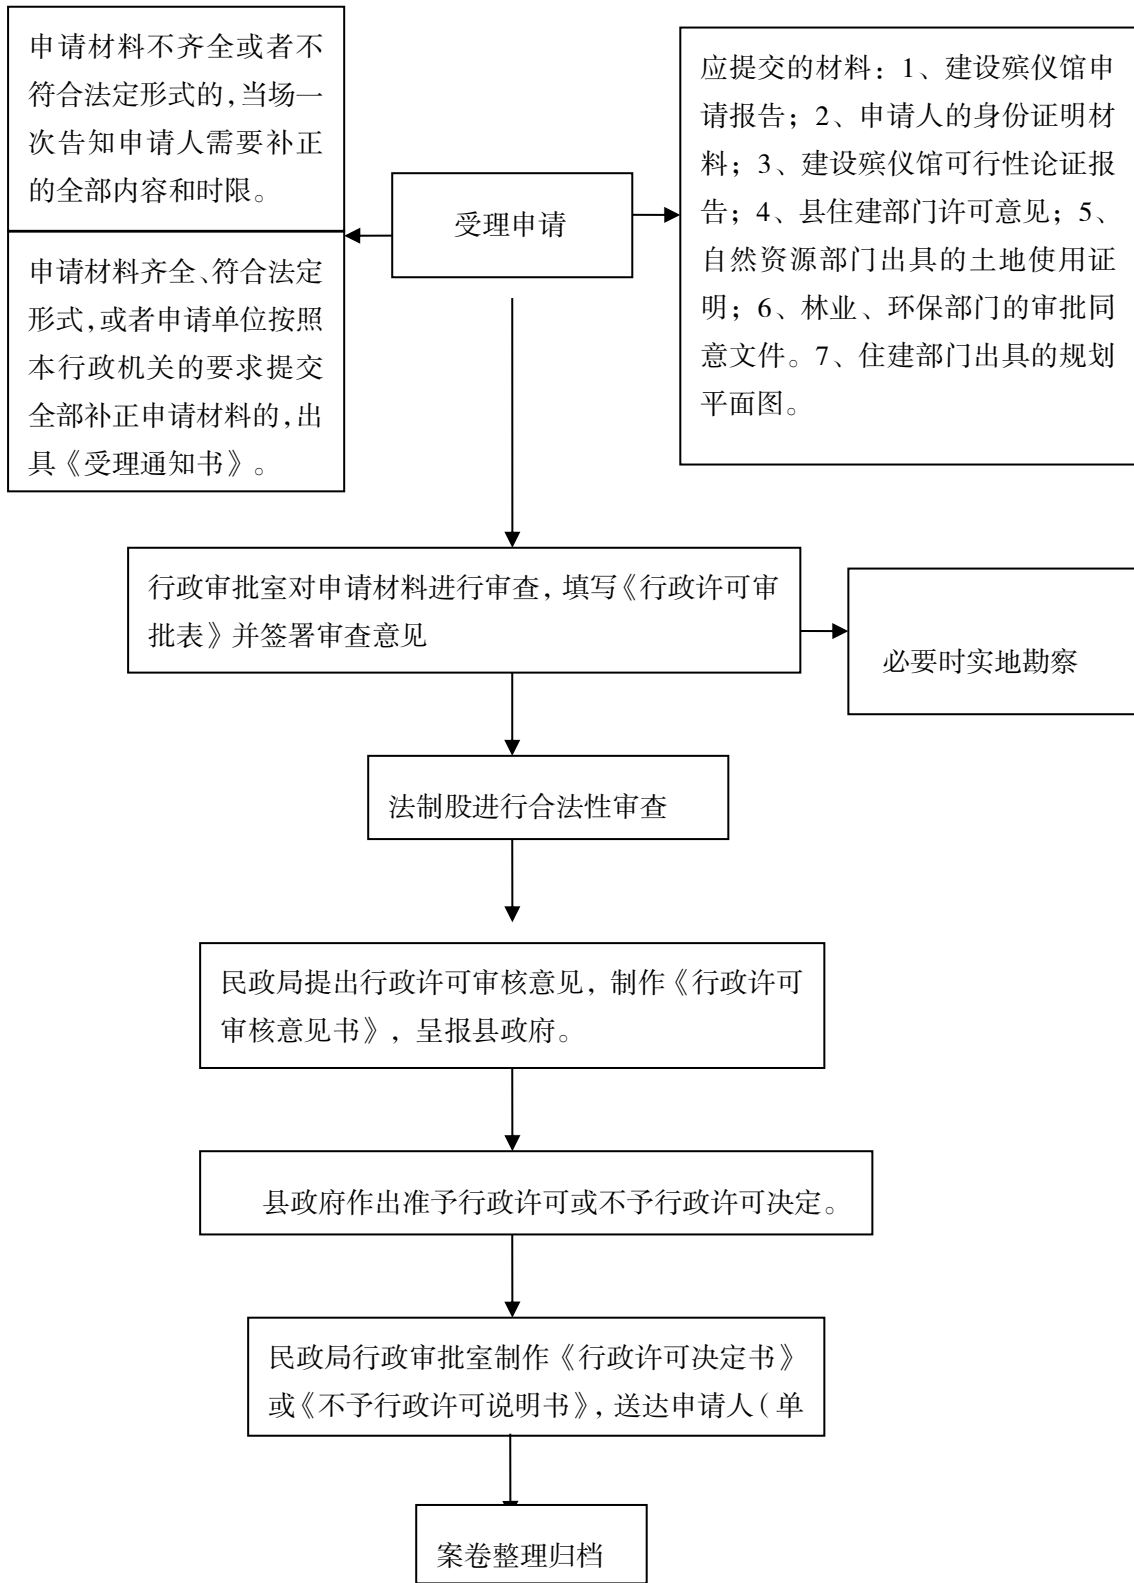 申请材料不齐全或者不
符合法定形式的，当场一
次告知申请人需要补正
的全部内容和时限。
申请材料齐全、符合法定
形式，或者申请单位按照
本行政机关的要求提交
全部补正申请材料的，出
具《受理通知书》。
受理申请
应提交的材料：1、建设殡仪馆申
请报告；2、申请人的身份证明材
料；3、建设殡仪馆可行性论证报
告；4、县住建部门许可意见；5、
自然资源部门出具的土地使用证
明；6、林业、环保部门的审批同
意文件。7、住建部门出具的规划
平面图。
行政审批室对申请材料进行审查，填写《行政许可审
批表》并签署审查意见
必要时实地勘察
法制股进行合法性审查
民政局提出行政许可审核意见，制作《行政许可
审核意见书》，呈报县政府。
县政府作出准予行政许可或不予行政许可决定。
民政局行政审批室制作《行政许可决定书》
或《不予行政许可说明书》，送达申请人（单
案卷整理归档